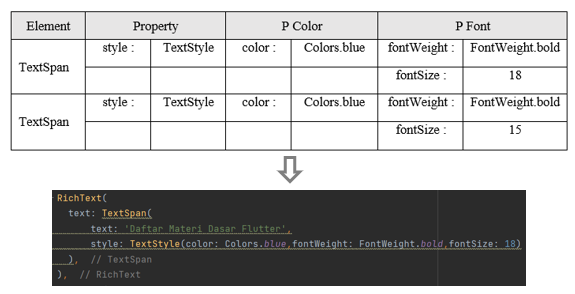 Element Property P Color P Font
TextSpan style : TextStyle color : Colors.blue fontWeight : FontWeight.bold
fontSize : 18
TextSpan style : TextStyle color : Colors.blue fontWeight : FontWeight.bold
fontSize : 15
RichText(
text: TextSpan(
text: 'Daftar Materi Dasar Flutter',
style: TextStyle(color: Colors.blue,fontWeight: FontWeight.bold,fontSize: 18)
), // TextSpan
), // RichText